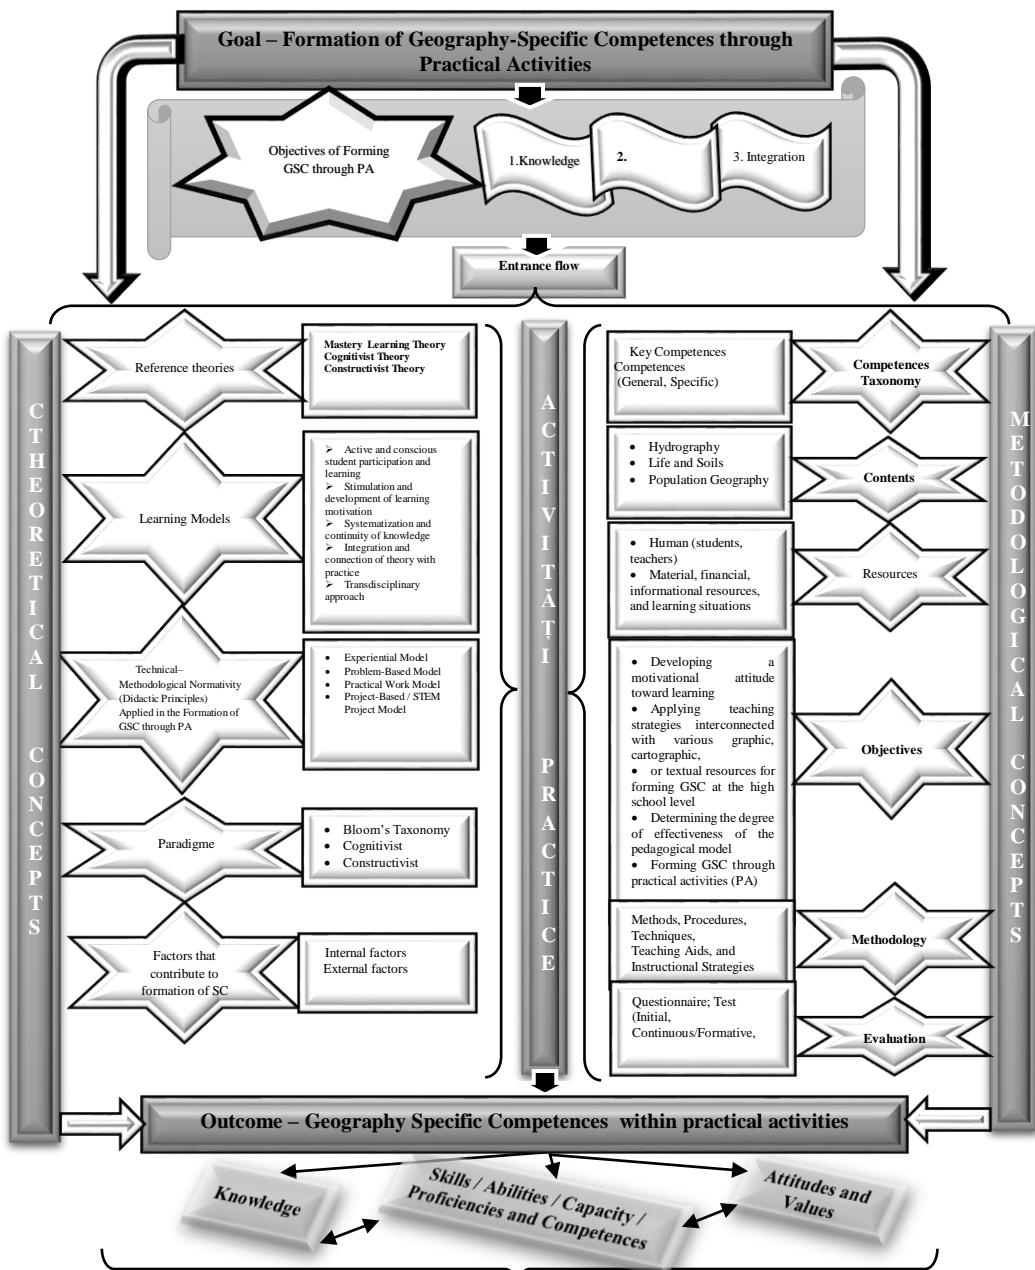 Goal – Formation of Geography-Specific Competences through
Practical Activities
Objectives of Forming
GSC through PA
1.Knowledge
2.
3. Integration
Entrance flow
CTHEORETICAL CONCEPTS
Reference theories
Mastery Learning Theory
Cognitivist Theory
Constructivist Theory
Learning Models
➢ Active and conscious
student participation and
learning
➢ Stimulation and
development of learning
motivation
➢ Systematization and
continuity of knowledge
➢ Integration and
connection of theory with
practice
➢ Transdisciplinary
approach
Technical–
Methodological Normativity
(Didactic Principles)
Applied in the Formation of
GSC through PA
• Experiential Model
• Problem-Based Model
• Practical Work Model
• Project-Based / STEM
Project Model
Paradigme
• Bloom's Taxonomy
• Cognitivist
• Constructivist
Factors that
contribute to
formation of SC
Internal factors
External factors
ACTIVITĂȚI PRACTICE
Key Competences
Competences
(General, Specific)
Competences
Taxonomy
• Hydrography
• Life and Soils
• Population Geography
Contents
• Human (students,
teachers)
• Material, financial,
informational resources,
and learning situations
Resources
• Developing a
motivational attitude
toward learning
• Applying teaching
strategies interconnected
with various graphic,
cartographic,
• or textual resources for
forming GSC at the high
school level
• Determining the degree
of effectiveness of the
pedagogical model
• Forming GSC through
practical activities (PA)
Objectives
Methods, Procedures,
Techniques,
Teaching Aids, and
Instructional Strategies
Methodology
Questionnaire; Test
(Initial,
Continuous/Formative,
Evaluation
METODOLOGICAL CONCEPTS
Outcome – Geography Specific Competences within practical activities
Knowledge
Skills / Abilities / Capacity /
Proficiencies and Competences
Attitudes and
Values